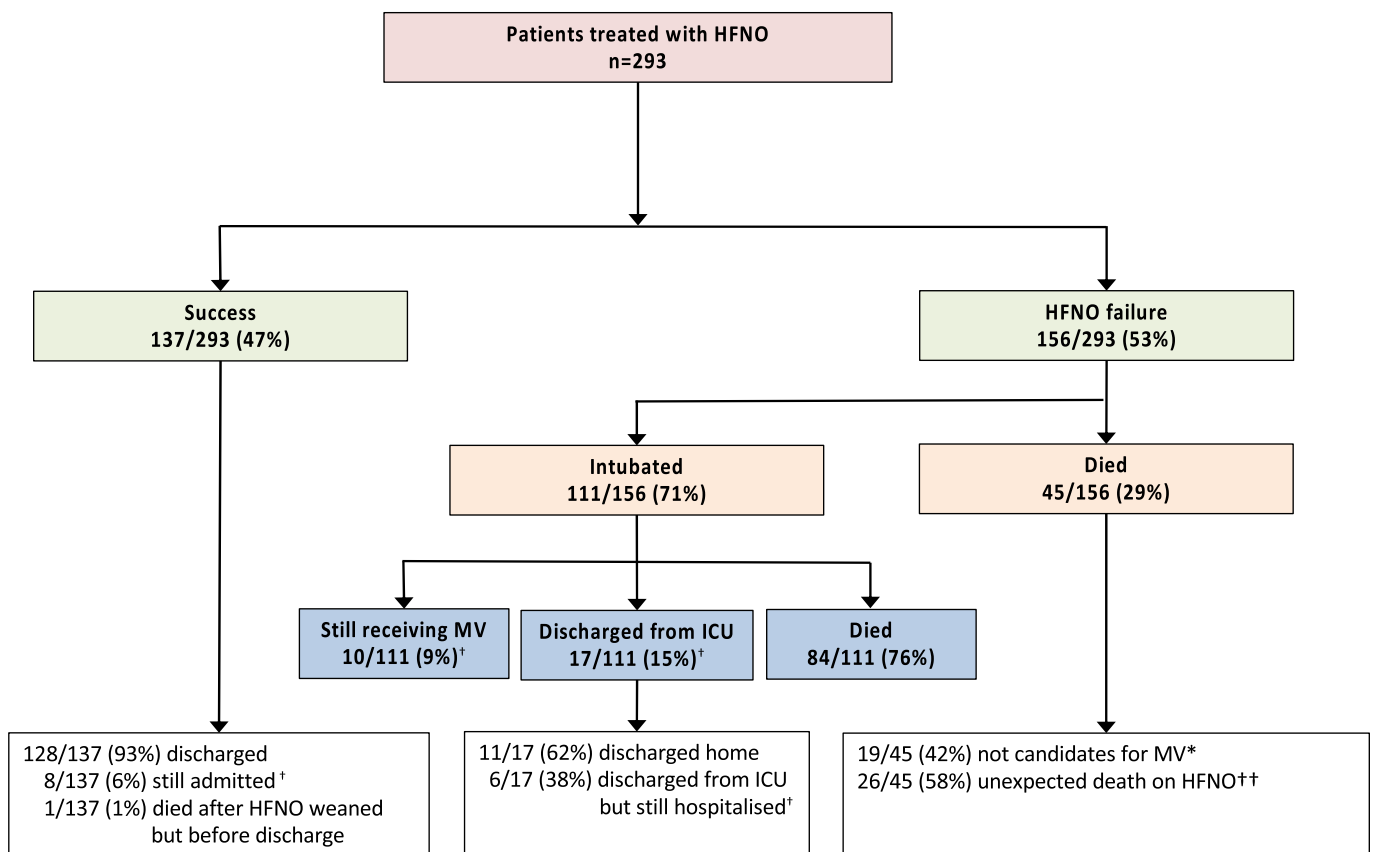 Patients treated with HFNO
n=293
Success
137/293 (47%)
HFNO failure
156/293 (53%)
Intubated
111/156 (71%)
Died
45/156 (29%)
Still receiving MV
10/111 (9%)†
Discharged from ICU
17/111 (15%)†
Died
84/111 (76%)
128/137 (93%) discharged
8/137 (6%) still admitted †
1/137 (1%) died after HFNO weaned
but before discharge
11/17 (62%) discharged home
6/17 (38%) discharged from ICU
but still hospitalised†
19/45 (42%) not candidates for MV*
26/45 (58%) unexpected death on HFNO††